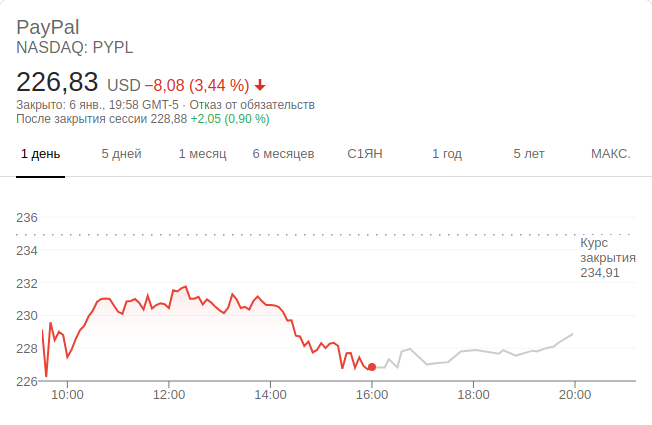 PayPal
NASDAQ: PYPL
226,83 USD −8,08 (3,44 %)
Закрыто: 6 янв., 19:58 GMT-5 · Отказ от обязательств
После закрытия сессии 228,88 +2,05 (0,90 %)
1 день 5 дней 1 месяц 6 месяцев С1ЯН 1 год 5 лет МАКС.
236
Курс
234
закрытия
234,91
232
230
228
226
10:00 12:00 14:00 16:00 18:00 20:00